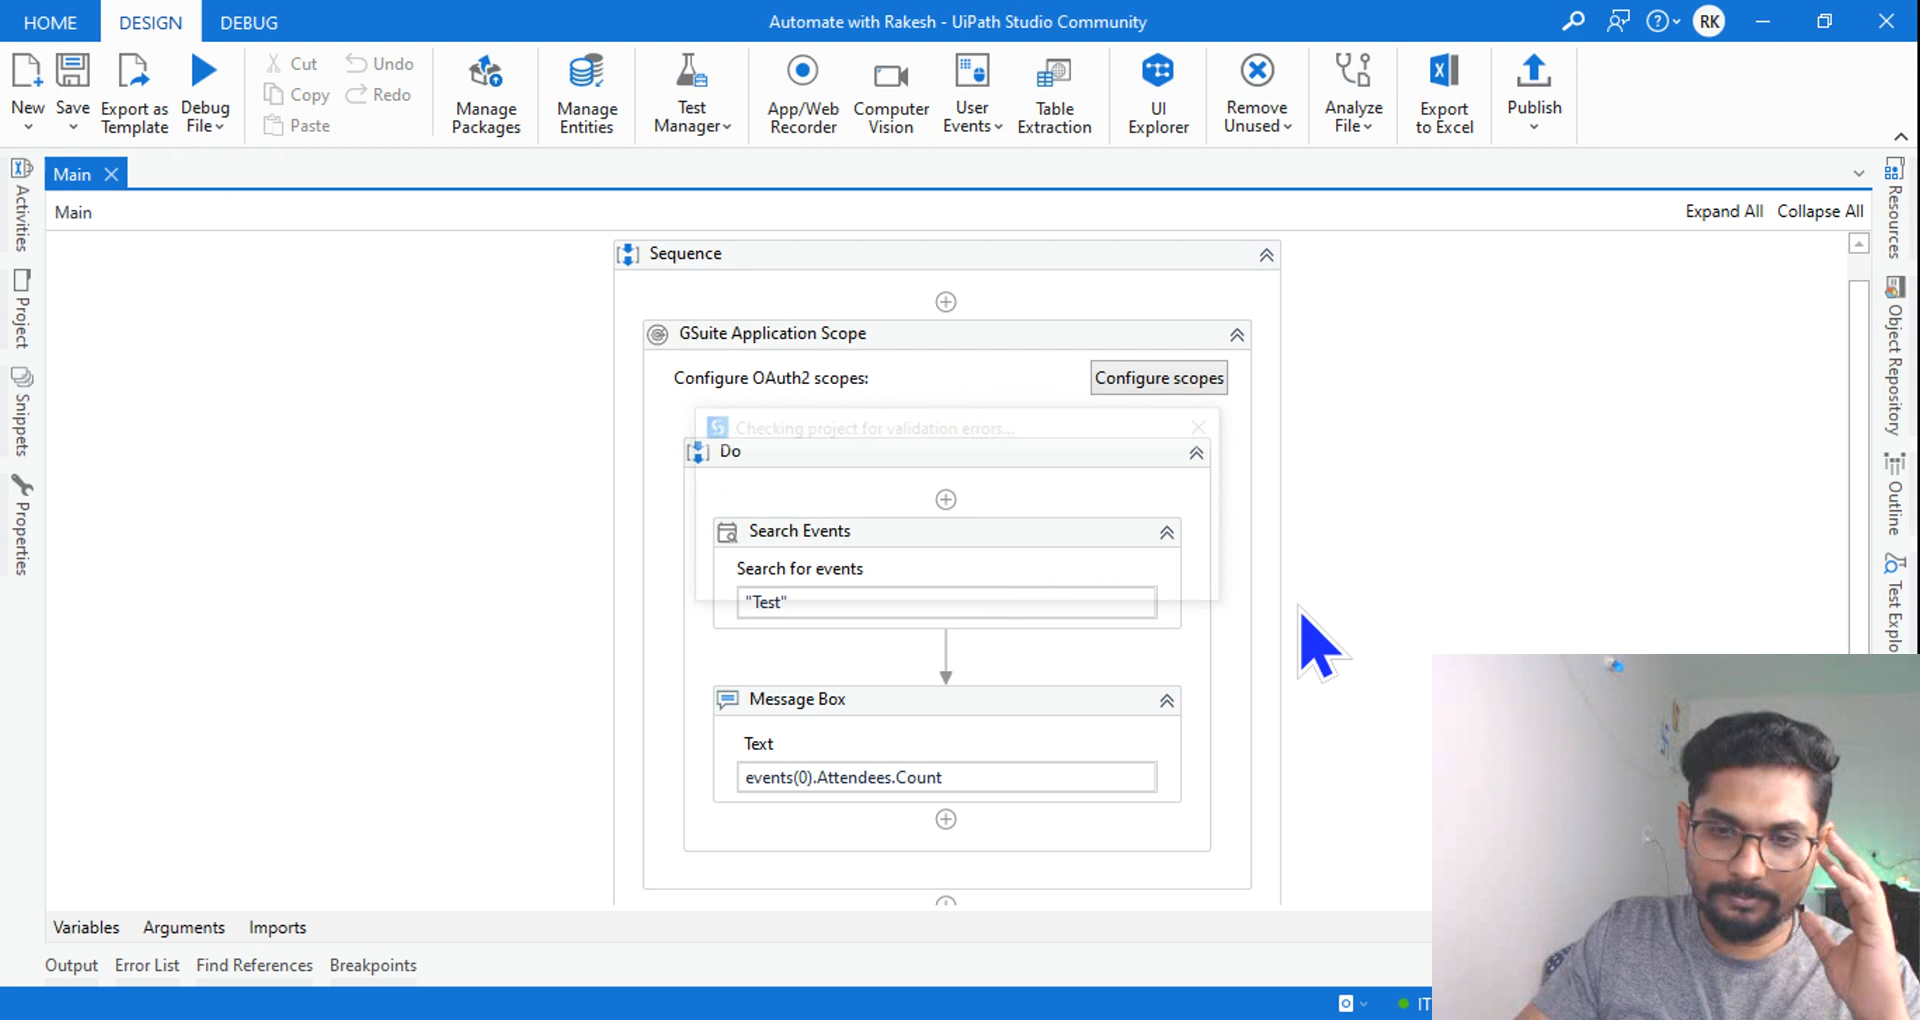 HOME DESIGN DEBUG Automate with Rakesh - UiPath Studio Community RK
New Save Export as Template Debug File Cut Copy Paste Undo Redo Manage Packages Manage Entities Test Manager App/Web Recorder Computer Vision User Events Table Extraction UI Explorer Remove Unused Analyze File Export to Excel Publish
Main
Main Expand All Collapse All
Activities
Project
Snippets
Properties
Resources
Object Repository
Outline
Test Explo
Sequence
GSuite Application Scope
Configure OAuth2 scopes: Configure scopes
Checking project for validation errors...
Do
Search Events
Search for events
"Test"
Message Box
Text
events(0).Attendees.Count
Variables Arguments Imports
Output Error List Find References Breakpoints
IT